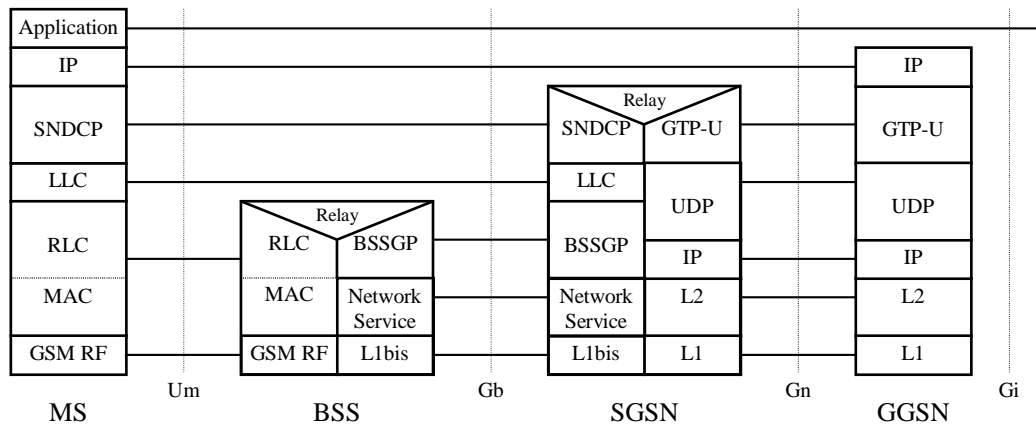 Application
IP
IP
Relay
SNDCP
SNDCP
GTP-U
GTP-U
LLC
LLC
Relay
UDP
UDP
RLC
RLC
BSSGP
BSSGP
IP
IP
MAC
MAC
Network
Service
Network
Service
L2
L2
GSM RF
GSM RF
L1bis
L1bis
L1
L1
Um
Gb
Gn
Gi
MS
BSS
SGSN
GGSN